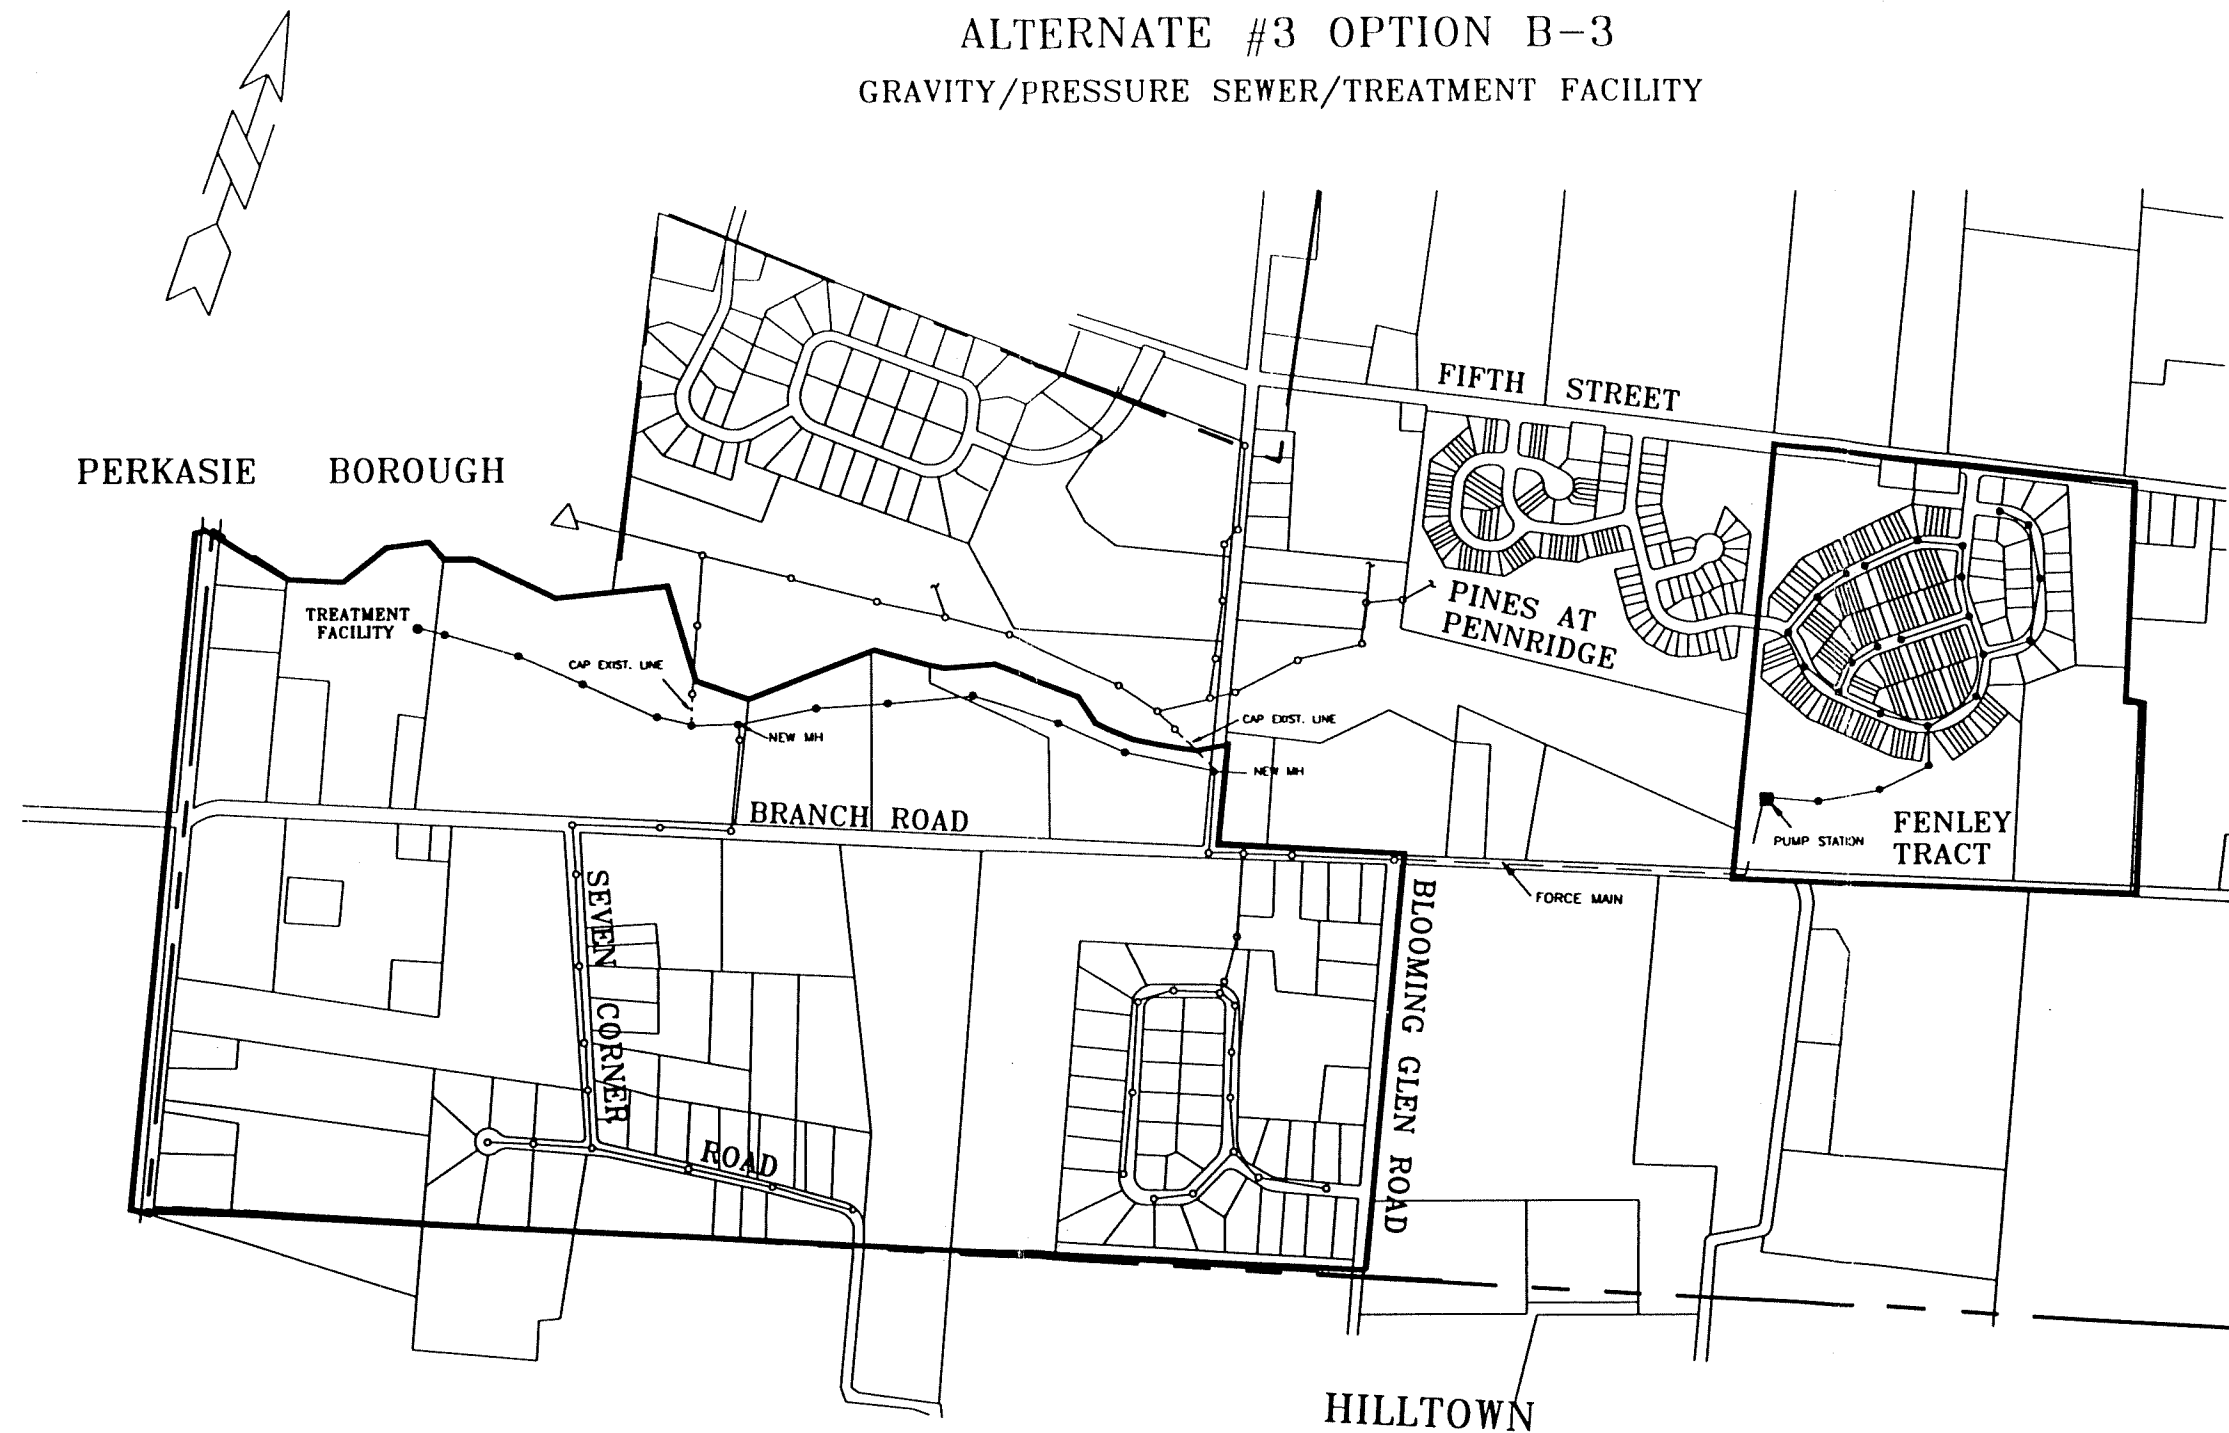 ALTERNATE #3 OPTION B-3
GRAVITY/PRESSURE SEWER/TREATMENT FACILITY
FIFTH STREET
PERKASIE BOROUGH
TREATMENT
FACILITY
PINES AT
PENNRIDGE
CAP EXIST. LINE
CAP EXIST. LINE
NEW MH
NEW MH
BRANCH ROAD
PUMP STATION
FENLEY
TRACT
FORCE MAIN
SEVEN CORNER ROAD
BLOOMING GLEN ROAD
HILLTOWN